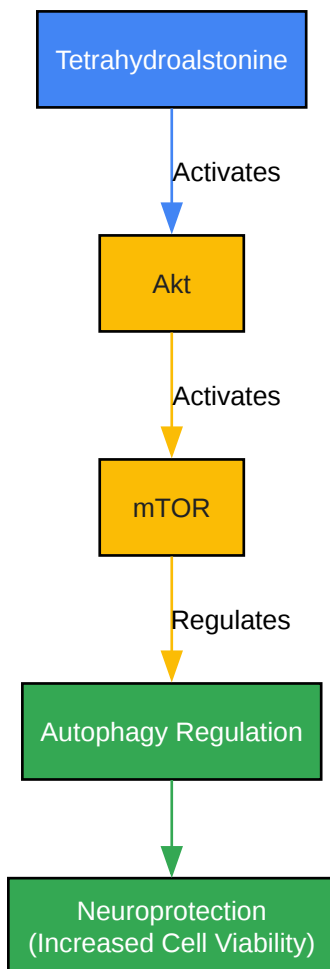 Tetrahydroalstonine
Activates
Akt
Activates
mTOR
Regulates
Autophagy Regulation
Neuroprotection
(Increased Cell Viability)